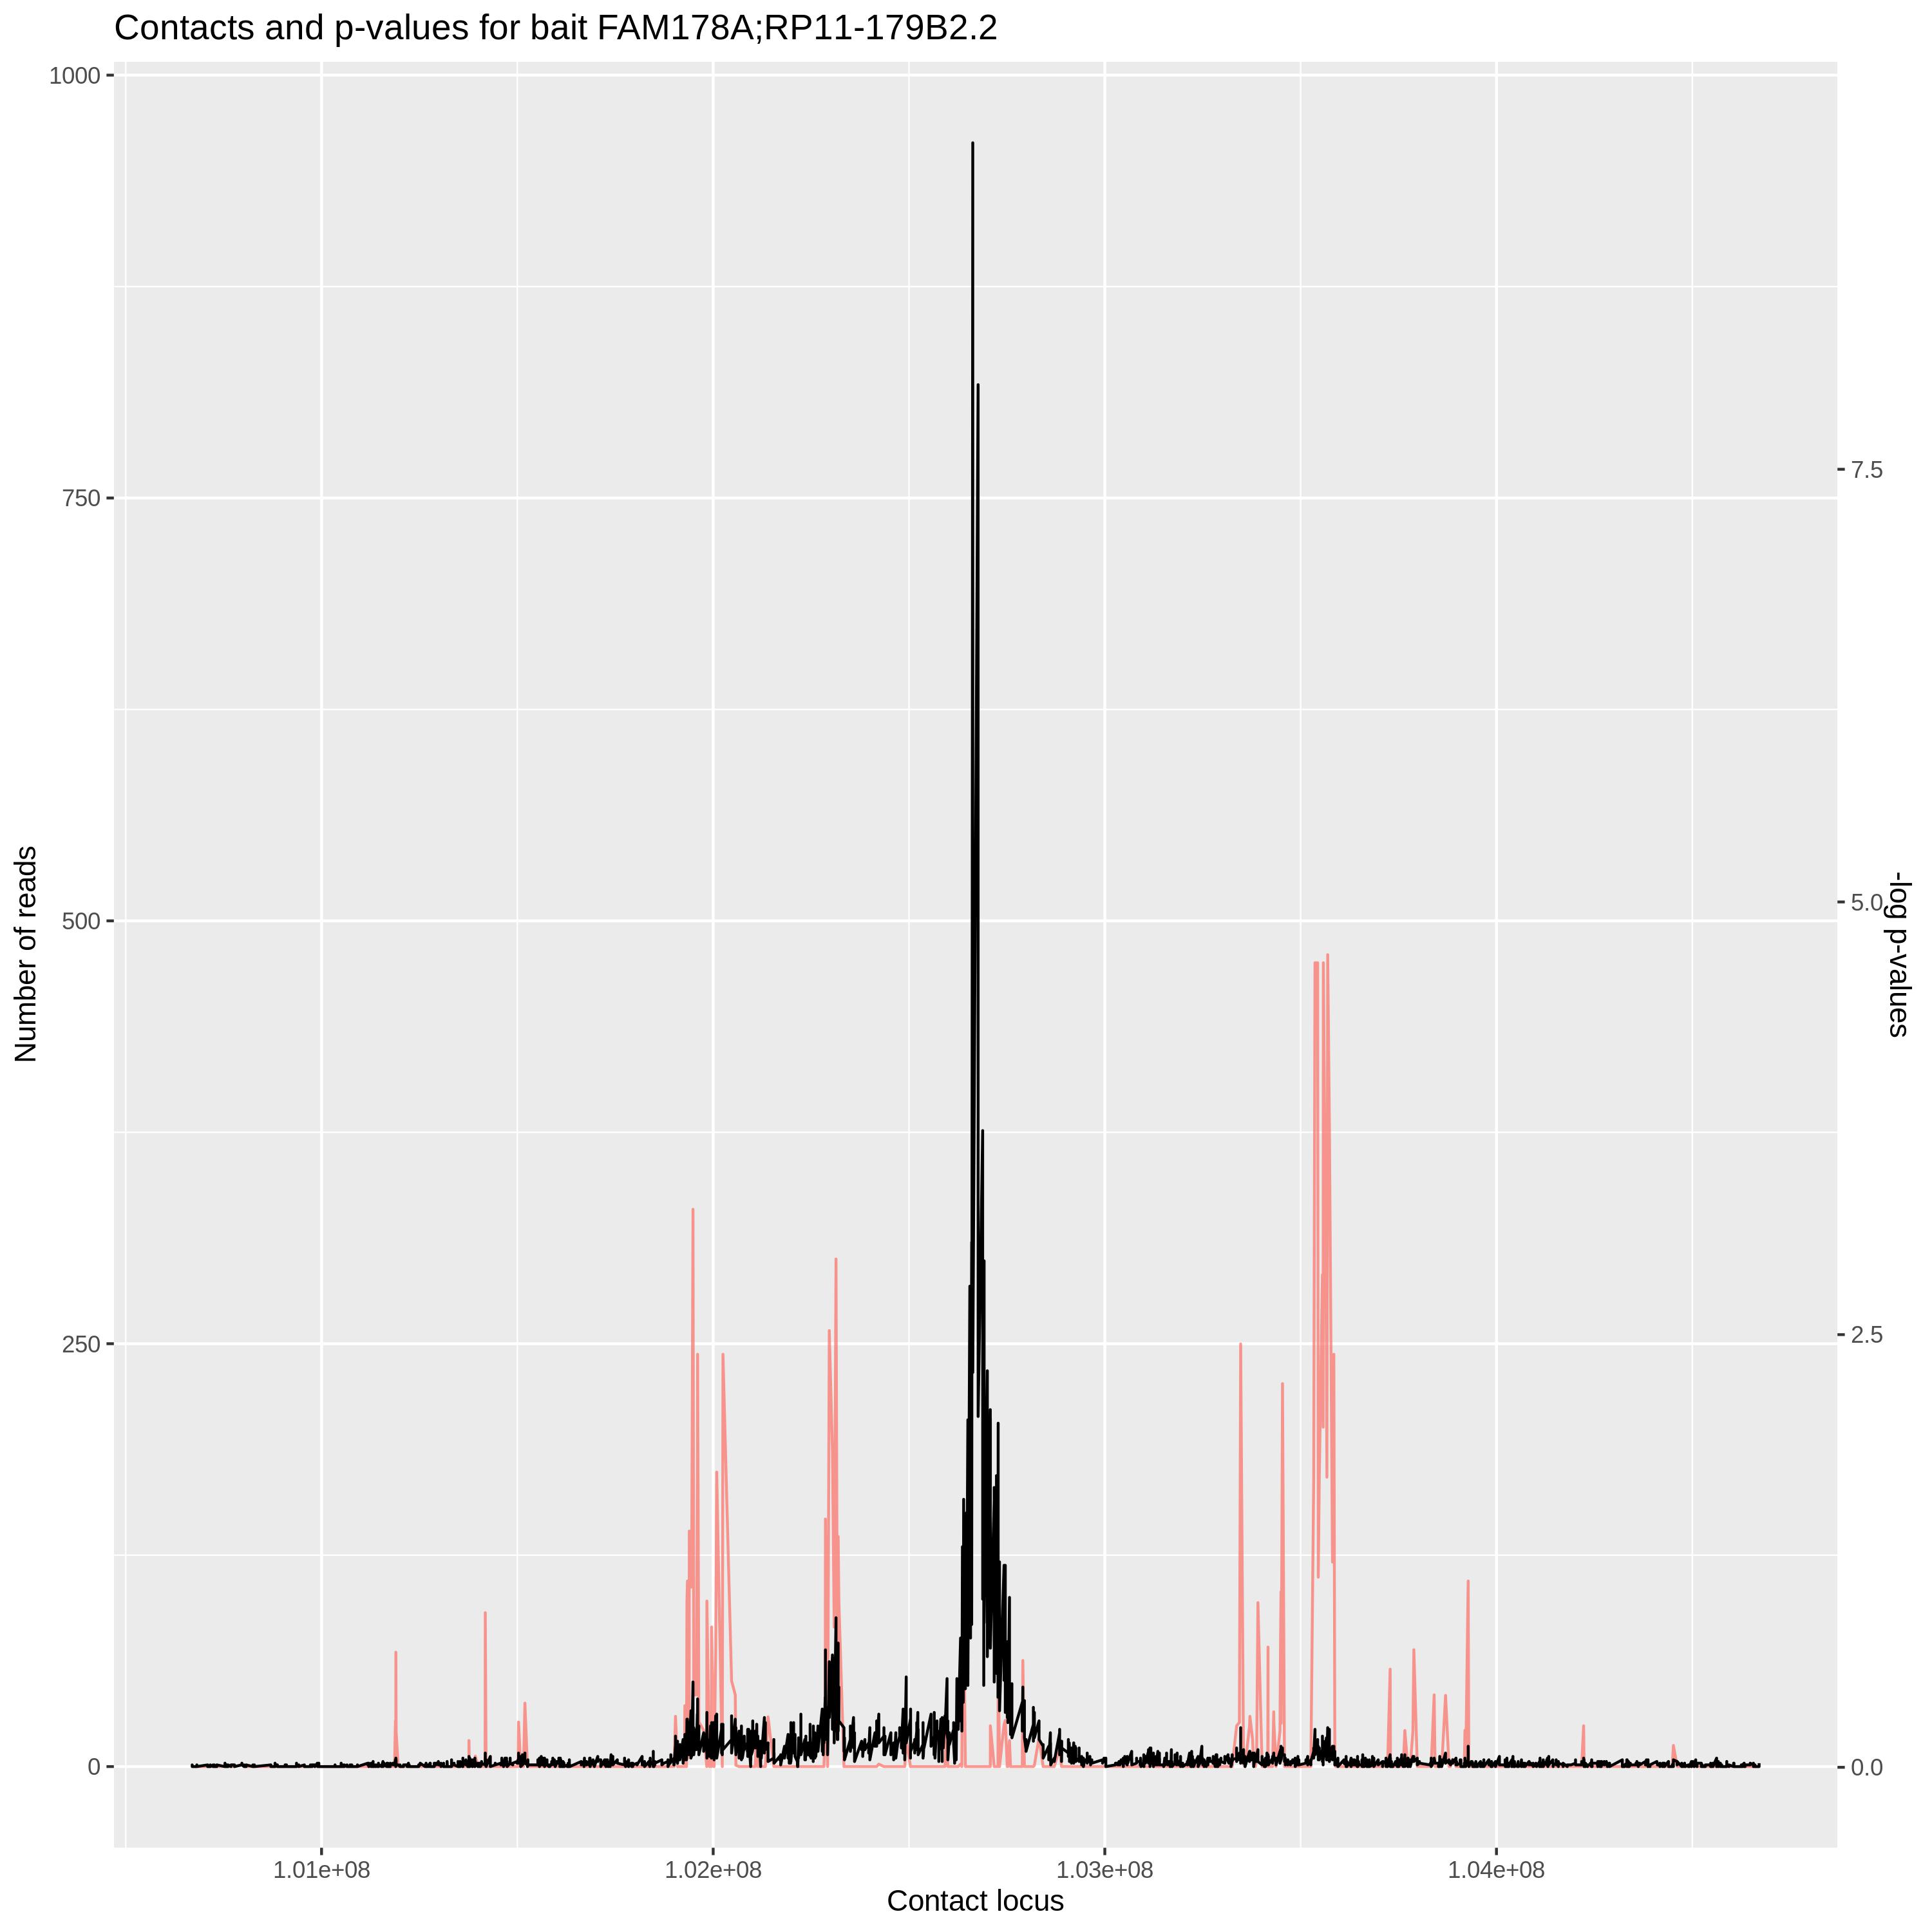 Contacts and p-values for bait FAM178A;RP11-179B2.2
1000
750
500
250
0
Number of reads
7.5
5.0
2.5
0.0
-log p-values
1.01e+08
1.02e+08
1.03e+08
1.04e+08
Contact locus